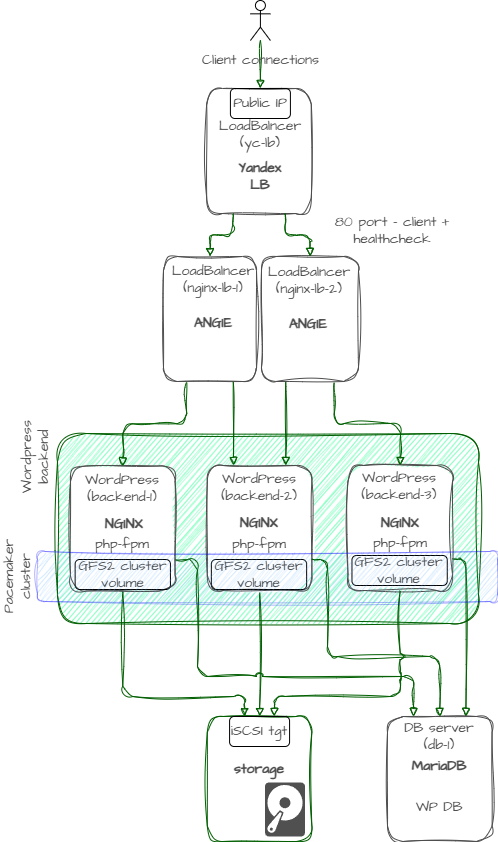 Client connections
Public IP
LoadBalncer
(yc-lb)
Yandex
LB
80 port - client +
healthcheck
LoadBalncer
(nginx-lb-1)
ANGIE
LoadBalncer
(nginx-lb-2)
ANGIE
Wordpress
backend
WordPress
(backend-1)
NGINX
php-fpm
GFS2 cluster
volume
WordPress
(backend-2)
NGINX
php-fpm
GFS2 cluster
volume
WordPress
(backend-3)
NGINX
php-fpm
GFS2 cluster
volume
Pacemaker
cluster
iSCSI tgt
storage
DB server
(db-1)
MariaDB
WP DB